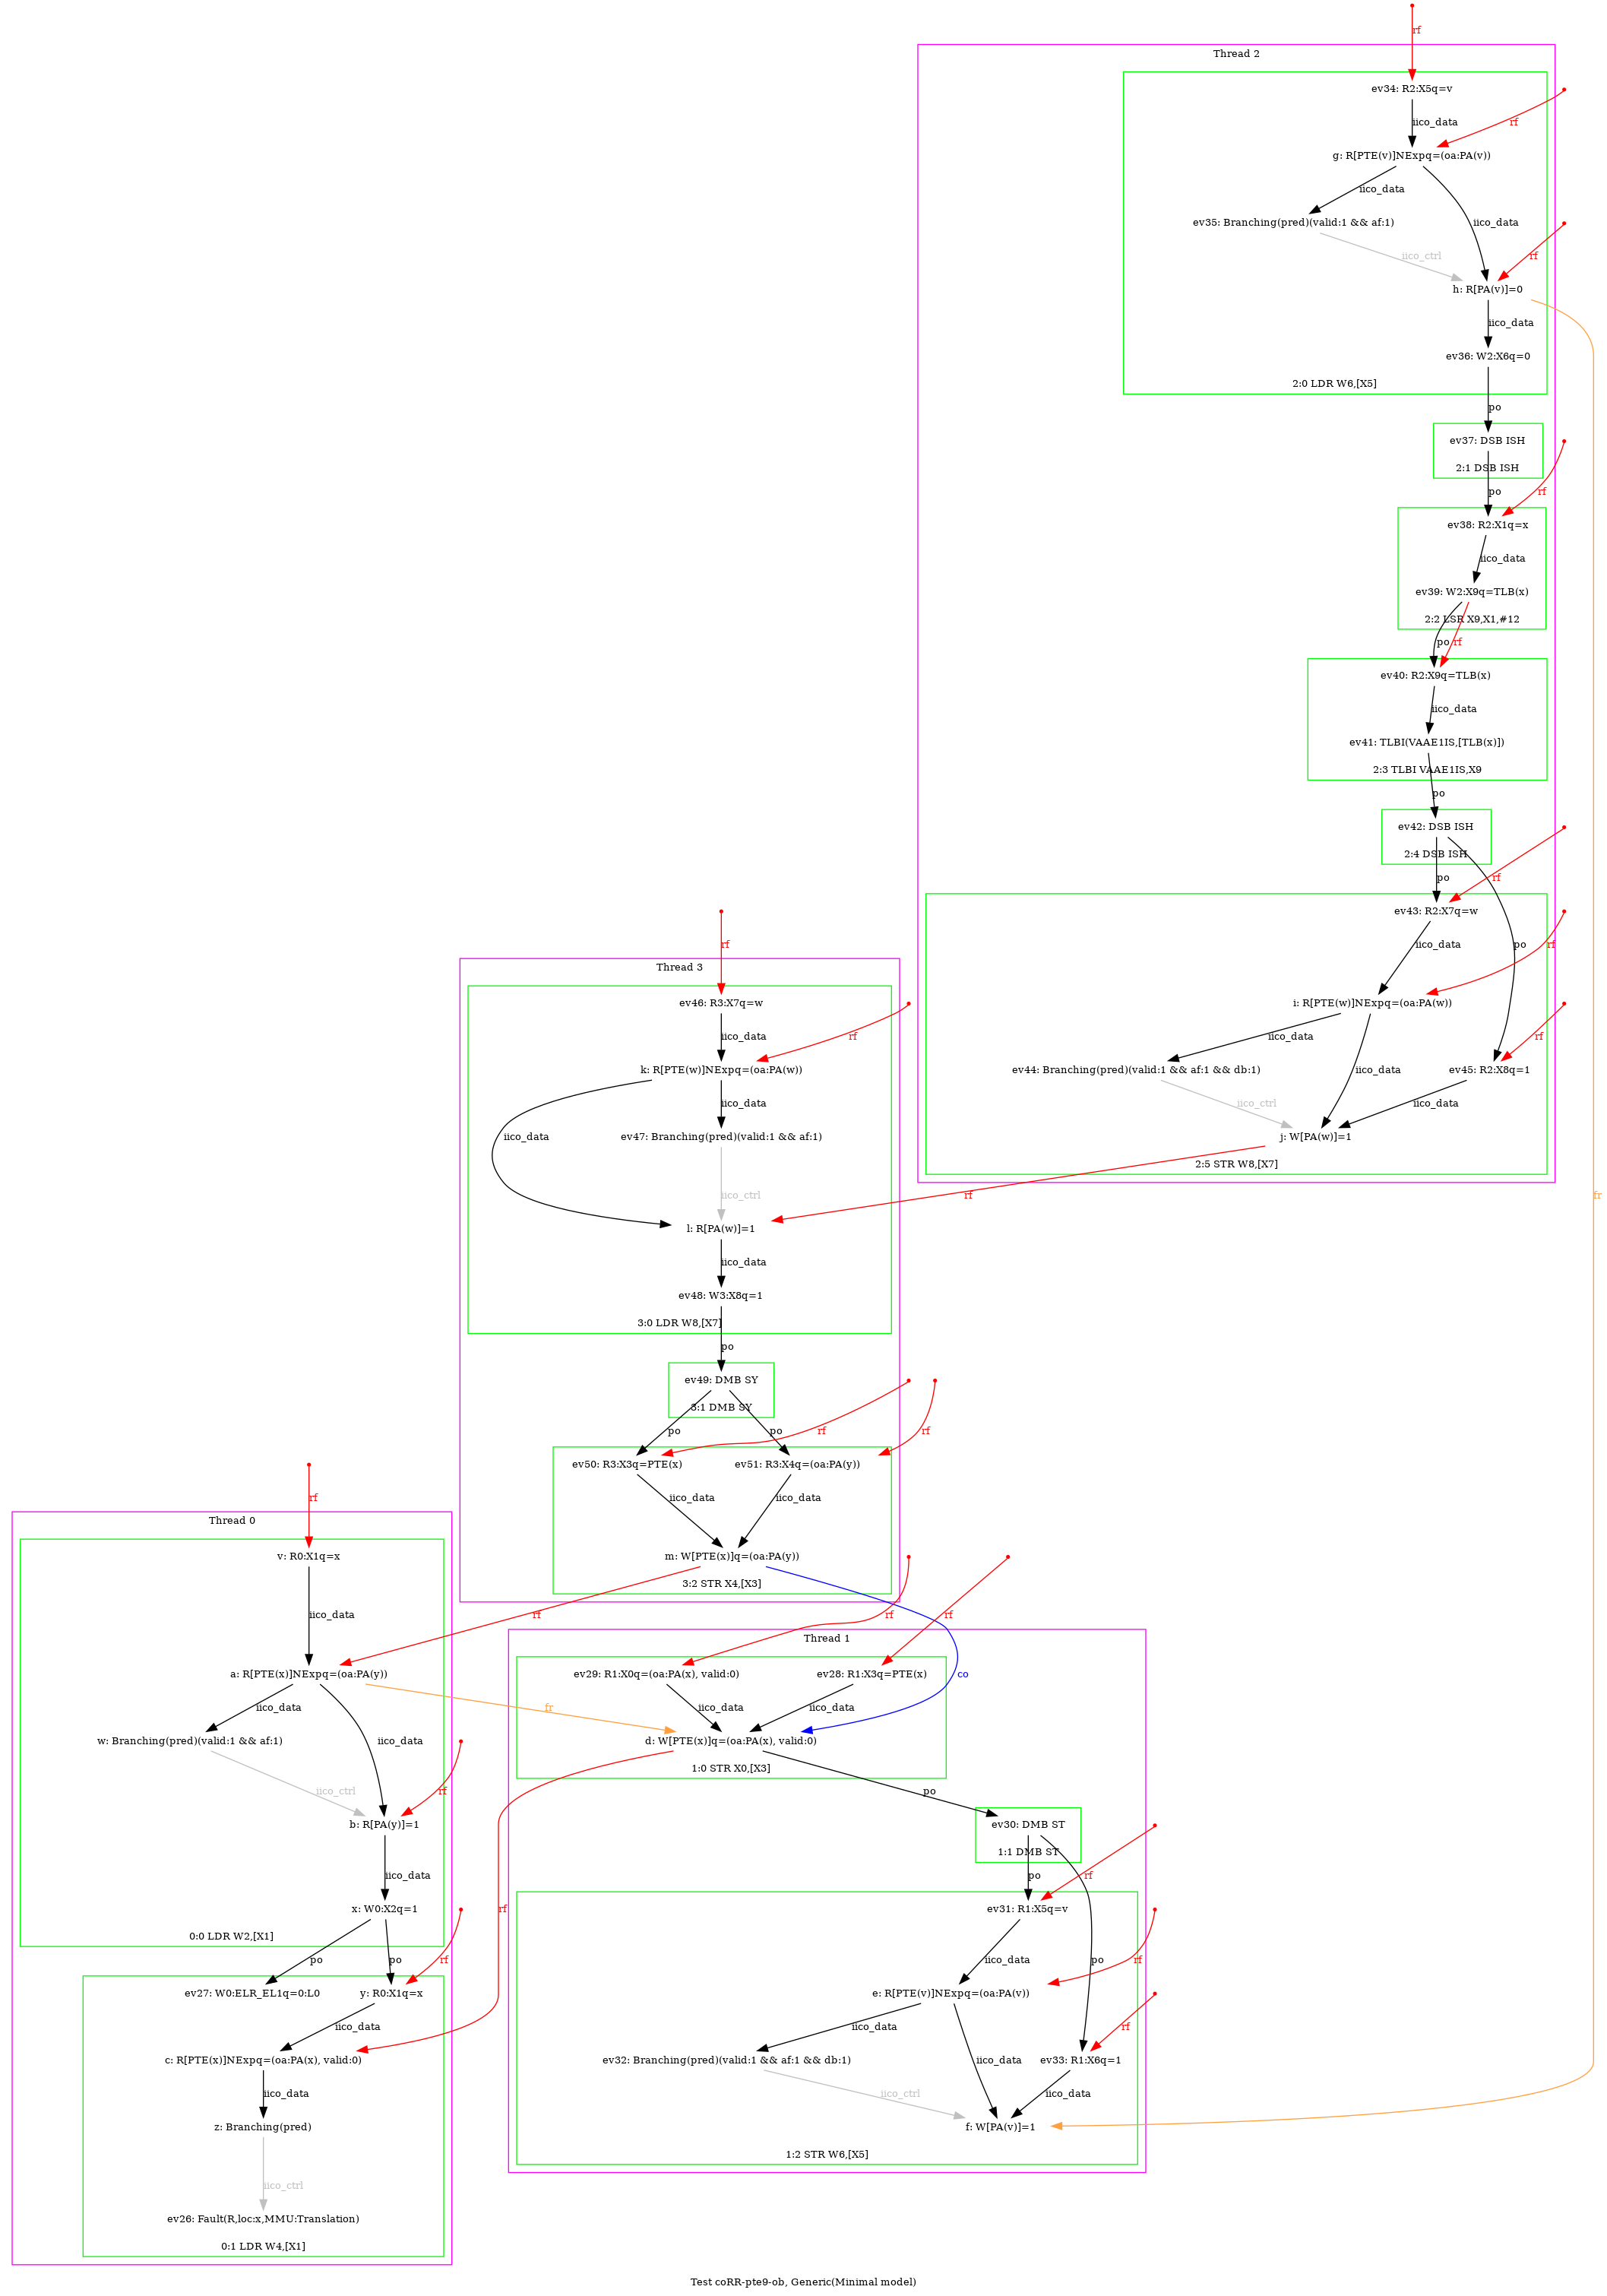 rf
Thread 2
ev34: R2:X5q=v
iico_data
rf
g: R[PTE(v)]NExpq=(oa:PA(v))
iico_data
ev35: Branching(pred)(valid:1 && af:1)
iico_data
iico_ctrl
rf
h: R[PA(v)]=0
iico_data
ev36: W2:X6q=0
2:0 LDR W6,[X5]
po
ev37: DSB ISH
2:1 DSB ISH
po
rf
ev38: R2:X1q=x
iico_data
ev39: W2:X9q=TLB(x)
2:2 LSR X9,X1,#12
po
rf
ev40: R2:X9q=TLB(x)
iico_data
ev41: TLBI(VAAE1IS,[TLB(x)])
2:3 TLBI VAAE1IS,X9
po
ev42: DSB ISH
2:4 DSB ISH
po
rf
ev43: R2:X7q=w
iico_data
po
rf
i: R[PTE(w)]NExpq=(oa:PA(w))
iico_data
rf
ev44: Branching(pred)(valid:1 && af:1 && db:1)
iico_data
ev45: R2:X8q=1
iico_ctrl
iico_data
j: W[PA(w)]=1
2:5 STR W8,[X7]
rf
fr
rf
Thread 3
ev46: R3:X7q=w
iico_data
rf
k: R[PTE(w)]NExpq=(oa:PA(w))
iico_data
iico_data
ev47: Branching(pred)(valid:1 && af:1)
iico_ctrl
l: R[PA(w)]=1
iico_data
ev48: W3:X8q=1
3:0 LDR W8,[X7]
po
ev49: DMB SY
3:1 DMB SY
po
po
rf
rf
ev50: R3:X3q=PTE(x)
ev51: R3:X4q=(oa:PA(y))
iico_data
iico_data
m: W[PTE(x)]q=(oa:PA(y))
3:2 STR X4,[X3]
rf
co
rf
Thread 0
v: R0:X1q=x
iico_data
a: R[PTE(x)]NExpq=(oa:PA(y))
iico_data
fr
w: Branching(pred)(valid:1 && af:1)
iico_data
iico_ctrl
rf
b: R[PA(y)]=1
iico_data
x: W0:X2q=1
0:0 LDR W2,[X1]
po
po
rf
ev27: W0:ELR_EL1q=0:L0
y: R0:X1q=x
iico_data
c: R[PTE(x)]NExpq=(oa:PA(x), valid:0)
iico_data
z: Branching(pred)
iico_ctrl
ev26: Fault(R,loc:x,MMU:Translation)
0:1 LDR W4,[X1]
rf
rf
Thread 1
ev29: R1:X0q=(oa:PA(x), valid:0)
ev28: R1:X3q=PTE(x)
iico_data
iico_data
d: W[PTE(x)]q=(oa:PA(x), valid:0)
1:0 STR X0,[X3]
rf
po
ev30: DMB ST
1:1 DMB ST
po
rf
ev31: R1:X5q=v
iico_data
po
rf
e: R[PTE(v)]NExpq=(oa:PA(v))
iico_data
rf
ev32: Branching(pred)(valid:1 && af:1 && db:1)
iico_data
ev33: R1:X6q=1
iico_ctrl
iico_data
f: W[PA(v)]=1
1:2 STR W6,[X5]
Test coRR-pte9-ob, Generic(Minimal model)